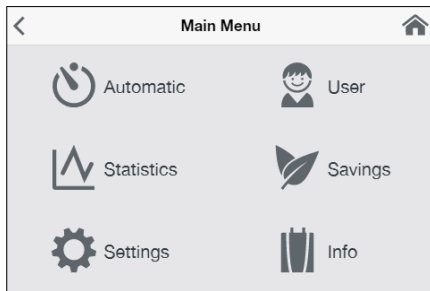 Main Menu
Automatic
User
Statistics
Savings
Settings
Info